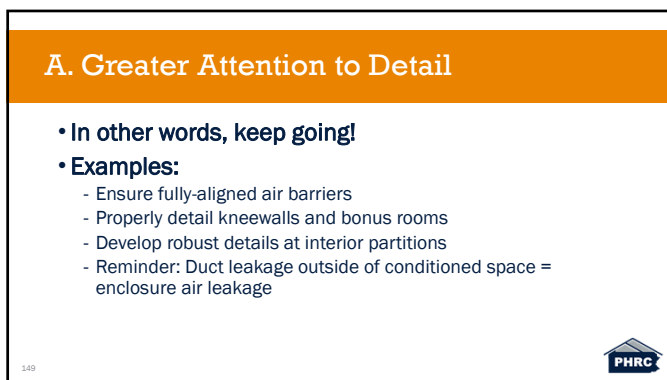 A. Greater Attention to Detail
• In other words, keep going!
• Examples:
- Ensure fully-aligned air barriers
- Properly detail kneewalls and bonus rooms
- Develop robust details at interior partitions
- Reminder: Duct leakage outside of conditioned space =
enclosure air leakage
149
PHRC